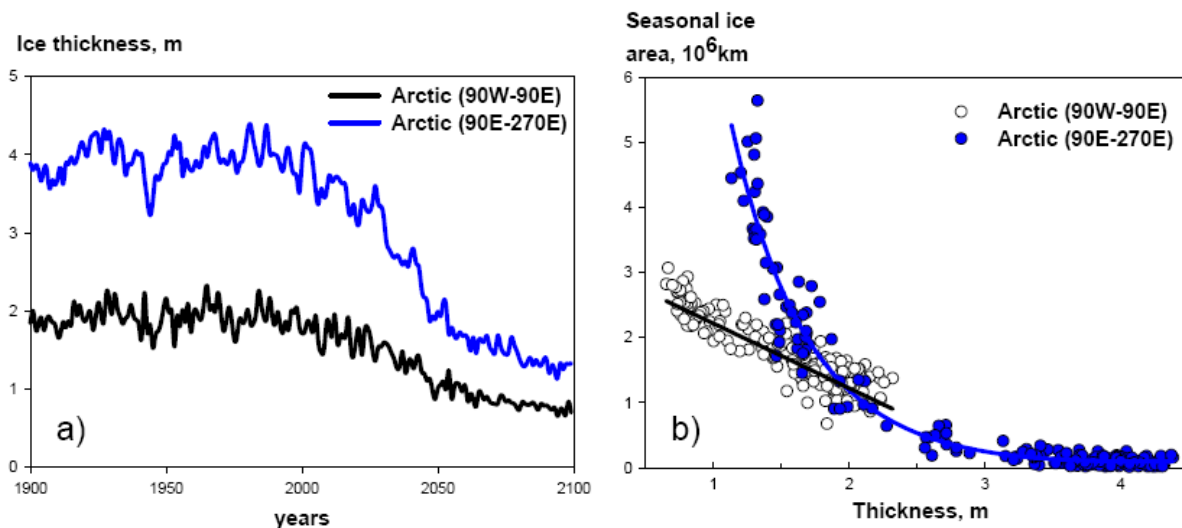 Ice thickness, m
5
4
3
2
1
0
Arctic (90W-90E)
Arctic (90E-270E)
a)
1900
1950
2000
2050
2100
years
Seasonal ice
area, 10⁶km
6
5
4
3
2
1
0
Arctic (90W-90E)
Arctic (90E-270E)
b)
1
2
3
4
Thickness, m